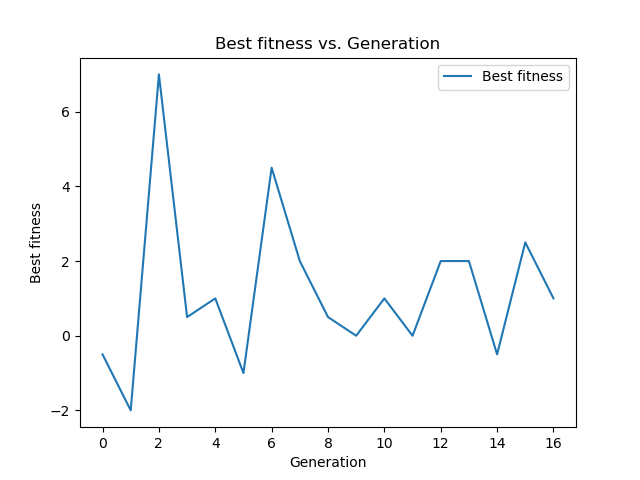 Best fitness vs. Generation
Best fitness
6
4
2
0
−2
Best fitness
0 2 4 6 8 10 12 14 16
Generation